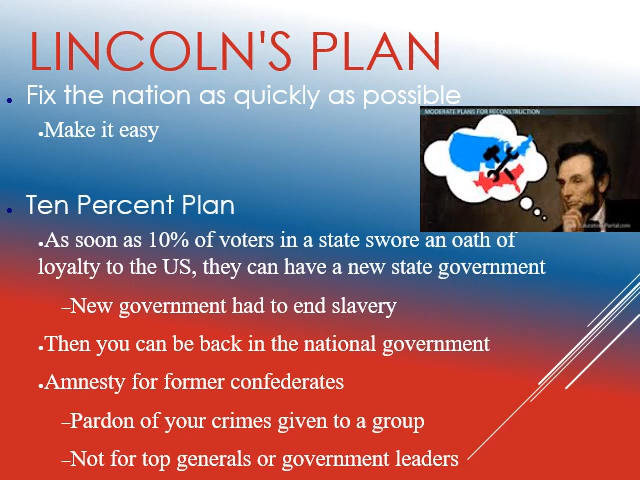 LINCOLN'S PLAN
• Fix the nation as quickly as possible
•Make it easy
MODERATE PLANS FOR RECONSTRUCTION
• Ten Percent Plan
•As soon as 10% of voters in a state swore an oath of
loyalty to the US, they can have a new state government
–New government had to end slavery
•Then you can be back in the national government
•Amnesty for former confederates
–Pardon of your crimes given to a group
–Not for top generals or government leaders